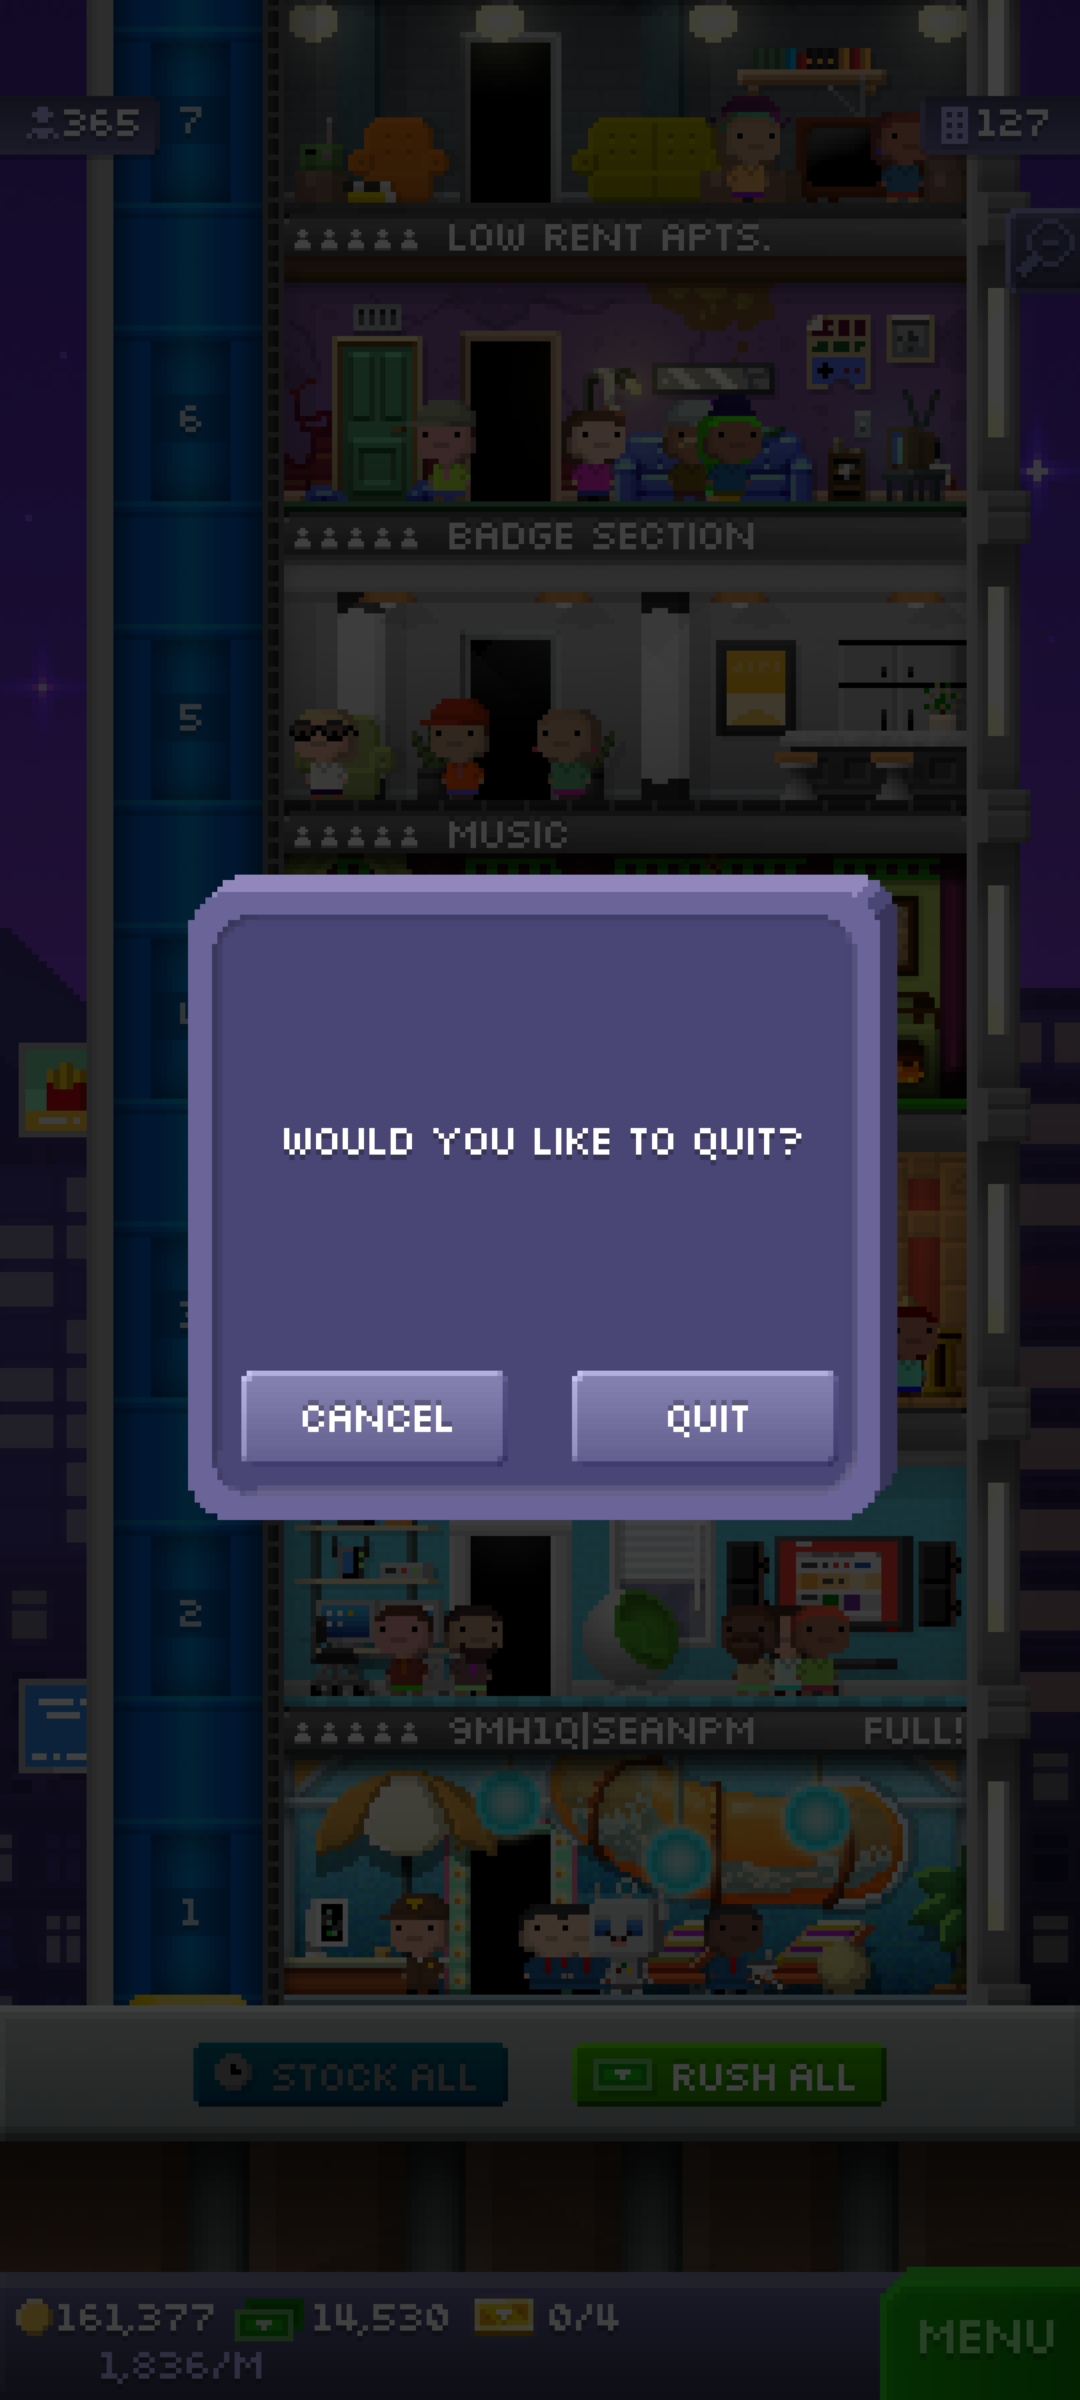 365
7
127
LOW RENT APTS.
6
BADGE SECTION
5
MUSIC
WOULD YOU LIKE TO QUIT?
CANCEL
QUIT
2
9MH1Q|SEANPM
FULL!
1
STOCK ALL
RUSH ALL
161,377
14,530
0/4
1,836/M
MENU